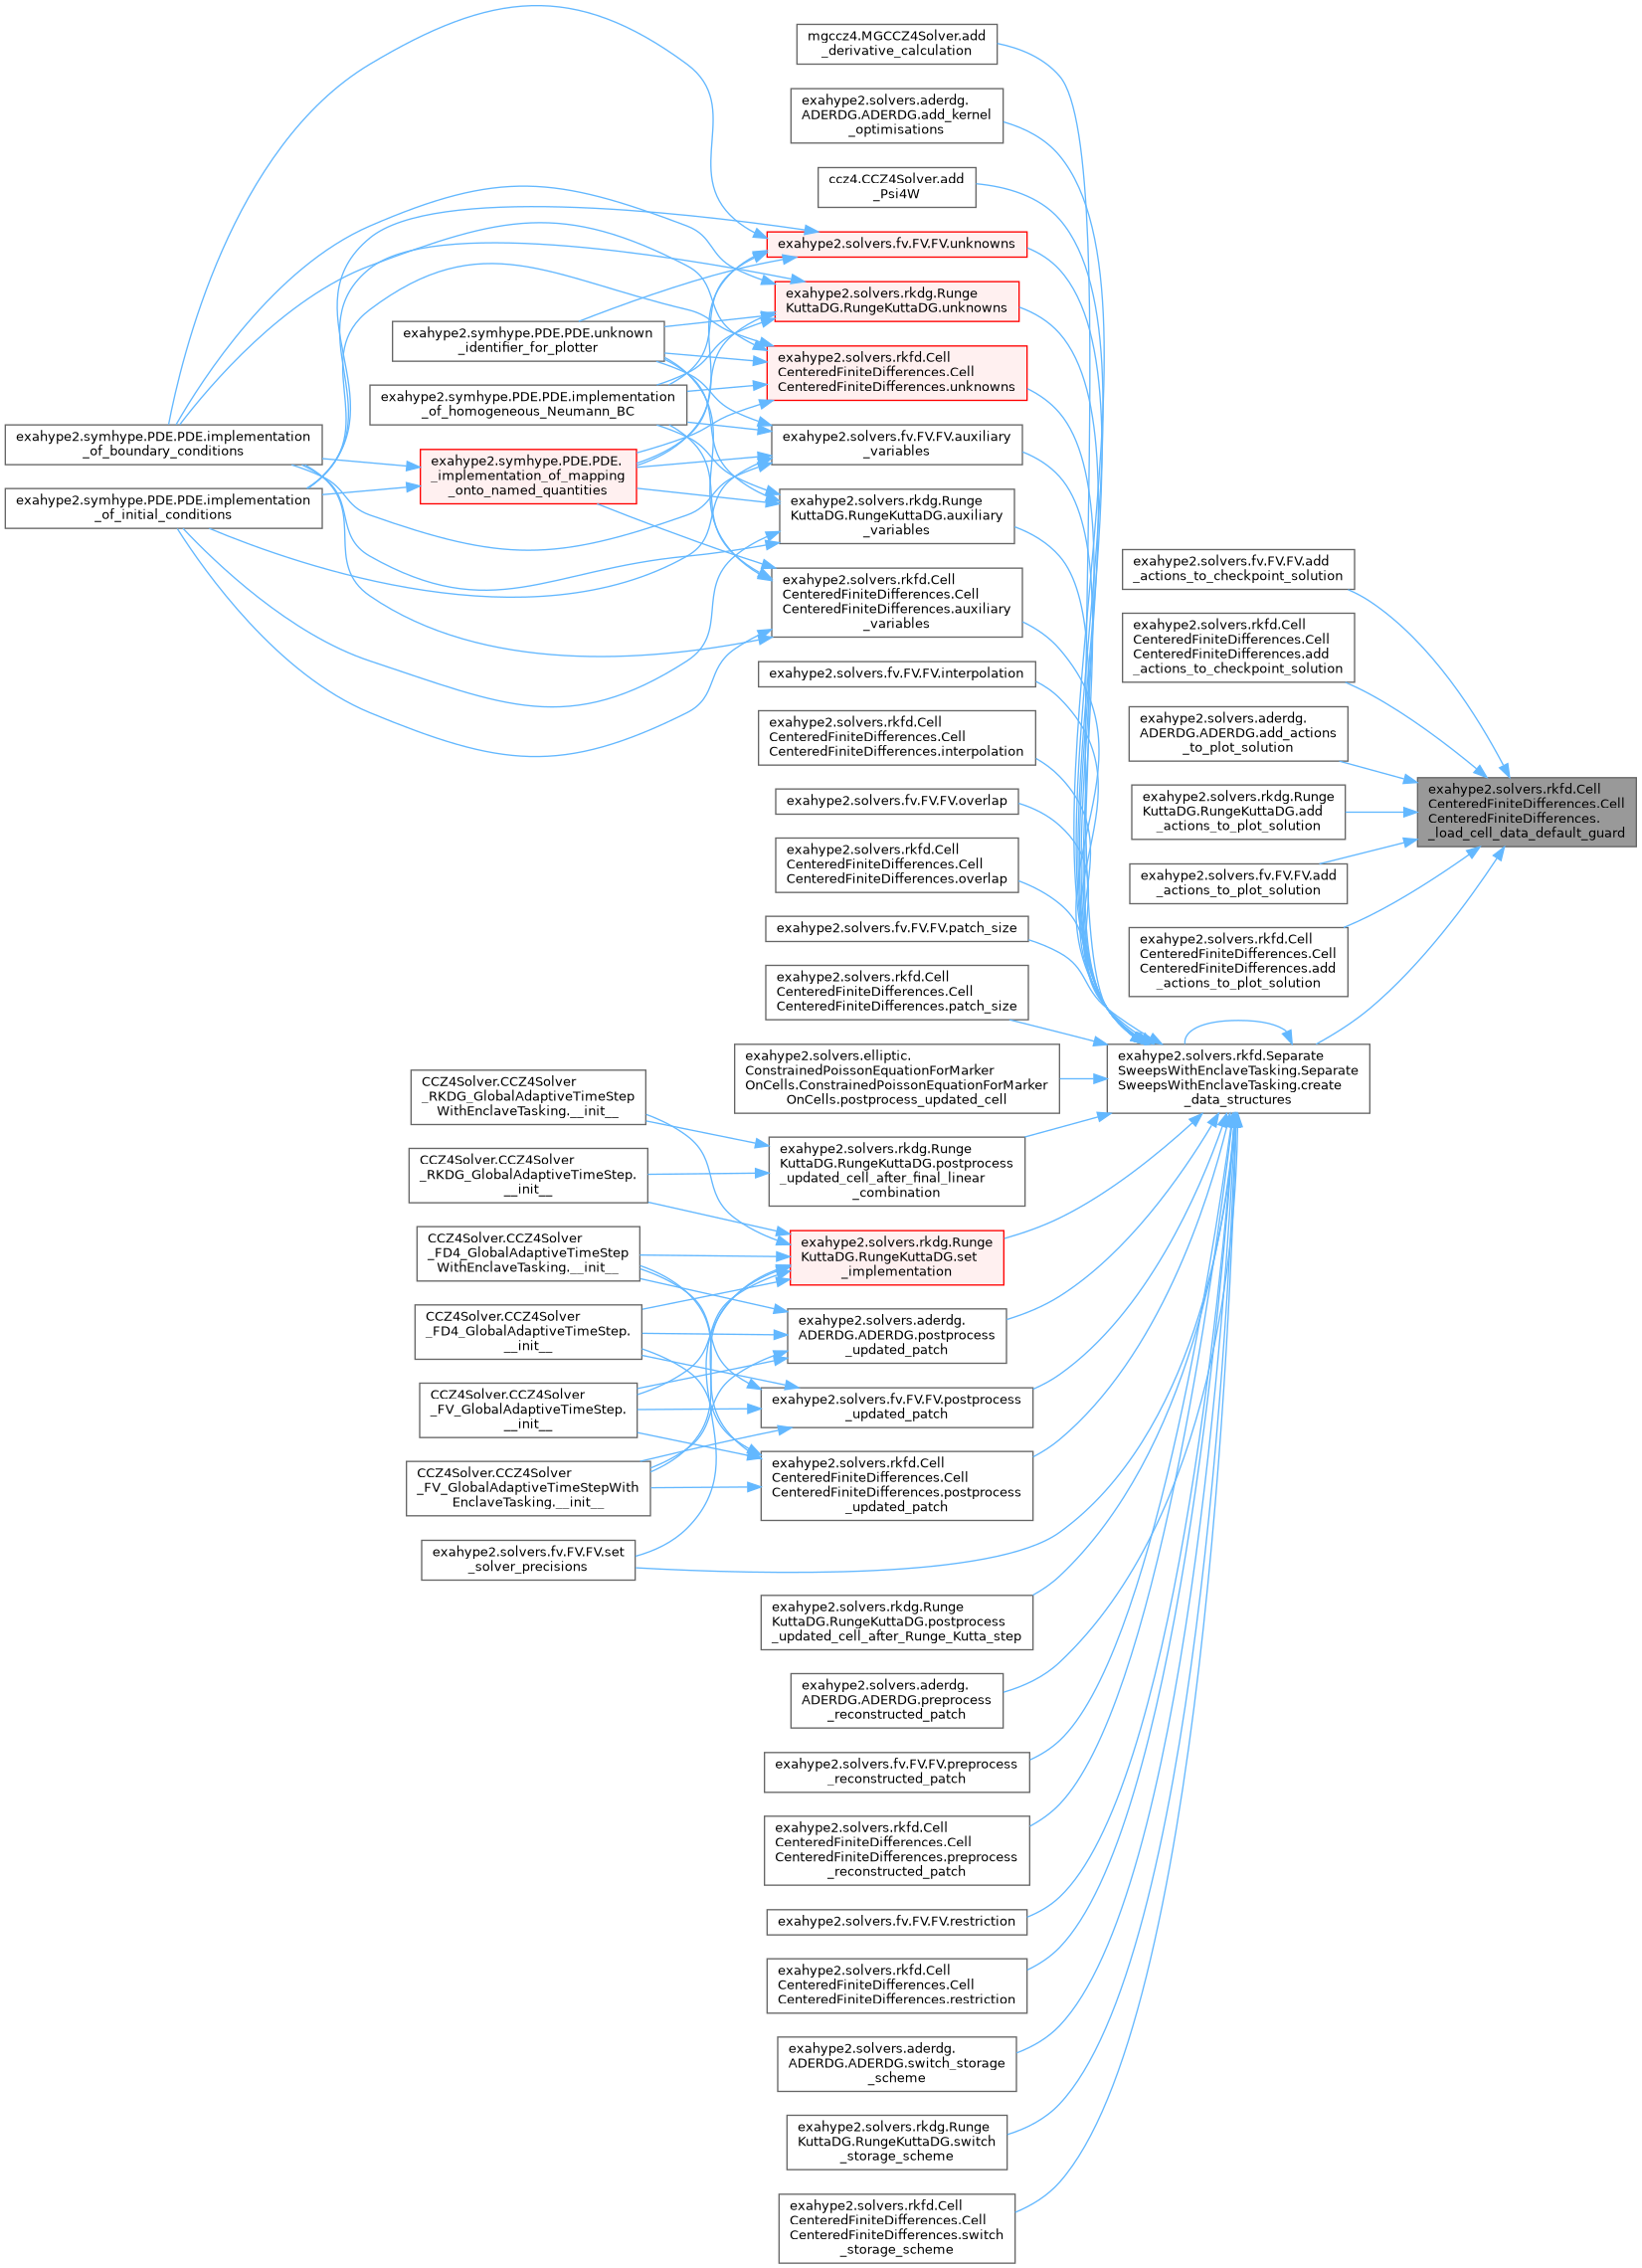 mgccz4.MGCCZ4Solver.add
_derivative_calculation
exahype2.solvers.aderdg.
ADERDG.ADERDG.add_kernel
_optimisations
ccz4.CCZ4Solver.add
_Psi4W
exahype2.solvers.fv.FV.FV.unknowns
exahype2.solvers.rkdg.Runge
KuttaDG.RungeKuttaDG.unknowns
exahype2.symhype.PDE.PDE.unknown
_identifier_for_plotter
exahype2.solvers.rkfd.Cell
CenteredFiniteDifferences.Cell
CenteredFiniteDifferences.unknowns
exahype2.symhype.PDE.PDE.implementation
_of_homogeneous_Neumann_BC
exahype2.symhype.PDE.PDE.implementation
_of_boundary_conditions
exahype2.solvers.fv.FV.FV.auxiliary
_variables
exahype2.symhype.PDE.PDE.
_implementation_of_mapping
_onto_named_quantities
exahype2.symhype.PDE.PDE.implementation
_of_initial_conditions
exahype2.solvers.rkdg.Runge
KuttaDG.RungeKuttaDG.auxiliary
_variables
exahype2.solvers.rkfd.Cell
CenteredFiniteDifferences.Cell
CenteredFiniteDifferences.auxiliary
_variables
exahype2.solvers.fv.FV.FV.add
_actions_to_checkpoint_solution
exahype2.solvers.rkfd.Cell
CenteredFiniteDifferences.Cell
CenteredFiniteDifferences.add
_actions_to_checkpoint_solution
exahype2.solvers.fv.FV.FV.interpolation
exahype2.solvers.rkfd.Cell
CenteredFiniteDifferences.Cell
CenteredFiniteDifferences.interpolation
exahype2.solvers.aderdg.
ADERDG.ADERDG.add_actions
_to_plot_solution
exahype2.solvers.fv.FV.FV.overlap
exahype2.solvers.rkdg.Runge
KuttaDG.RungeKuttaDG.add
_actions_to_plot_solution
exahype2.solvers.rkfd.Cell
CenteredFiniteDifferences.Cell
CenteredFiniteDifferences.
_load_cell_data_default_guard
exahype2.solvers.rkfd.Cell
CenteredFiniteDifferences.Cell
CenteredFiniteDifferences.overlap
exahype2.solvers.fv.FV.FV.add
_actions_to_plot_solution
exahype2.solvers.fv.FV.FV.patch_size
exahype2.solvers.rkfd.Cell
CenteredFiniteDifferences.Cell
CenteredFiniteDifferences.add
_actions_to_plot_solution
exahype2.solvers.rkfd.Cell
CenteredFiniteDifferences.Cell
CenteredFiniteDifferences.patch_size
exahype2.solvers.elliptic.
ConstrainedPoissonEquationForMarker
OnCells.ConstrainedPoissonEquationForMarker
OnCells.postprocess_updated_cell
exahype2.solvers.rkfd.Separate
SweepsWithEnclaveTasking.Separate
SweepsWithEnclaveTasking.create
_data_structures
CCZ4Solver.CCZ4Solver
_RKDG_GlobalAdaptiveTimeStep
WithEnclaveTasking.__init__
exahype2.solvers.rkdg.Runge
KuttaDG.RungeKuttaDG.postprocess
_updated_cell_after_final_linear
_combination
CCZ4Solver.CCZ4Solver
_RKDG_GlobalAdaptiveTimeStep.
__init__
exahype2.solvers.rkdg.Runge
KuttaDG.RungeKuttaDG.set
_implementation
CCZ4Solver.CCZ4Solver
_FD4_GlobalAdaptiveTimeStep
WithEnclaveTasking.__init__
CCZ4Solver.CCZ4Solver
_FD4_GlobalAdaptiveTimeStep.
__init__
exahype2.solvers.aderdg.
ADERDG.ADERDG.postprocess
_updated_patch
CCZ4Solver.CCZ4Solver
_FV_GlobalAdaptiveTimeStep.
__init__
exahype2.solvers.fv.FV.FV.postprocess
_updated_patch
CCZ4Solver.CCZ4Solver
_FV_GlobalAdaptiveTimeStepWith
EnclaveTasking.__init__
exahype2.solvers.rkfd.Cell
CenteredFiniteDifferences.Cell
CenteredFiniteDifferences.postprocess
_updated_patch
exahype2.solvers.fv.FV.FV.set
_solver_precisions
exahype2.solvers.rkdg.Runge
KuttaDG.RungeKuttaDG.postprocess
_updated_cell_after_Runge_Kutta_step
exahype2.solvers.aderdg.
ADERDG.ADERDG.preprocess
_reconstructed_patch
exahype2.solvers.fv.FV.FV.preprocess
_reconstructed_patch
exahype2.solvers.rkfd.Cell
CenteredFiniteDifferences.Cell
CenteredFiniteDifferences.preprocess
_reconstructed_patch
exahype2.solvers.fv.FV.FV.restriction
exahype2.solvers.rkfd.Cell
CenteredFiniteDifferences.Cell
CenteredFiniteDifferences.restriction
exahype2.solvers.aderdg.
ADERDG.ADERDG.switch_storage
_scheme
exahype2.solvers.rkdg.Runge
KuttaDG.RungeKuttaDG.switch
_storage_scheme
exahype2.solvers.rkfd.Cell
CenteredFiniteDifferences.Cell
CenteredFiniteDifferences.switch
_storage_scheme